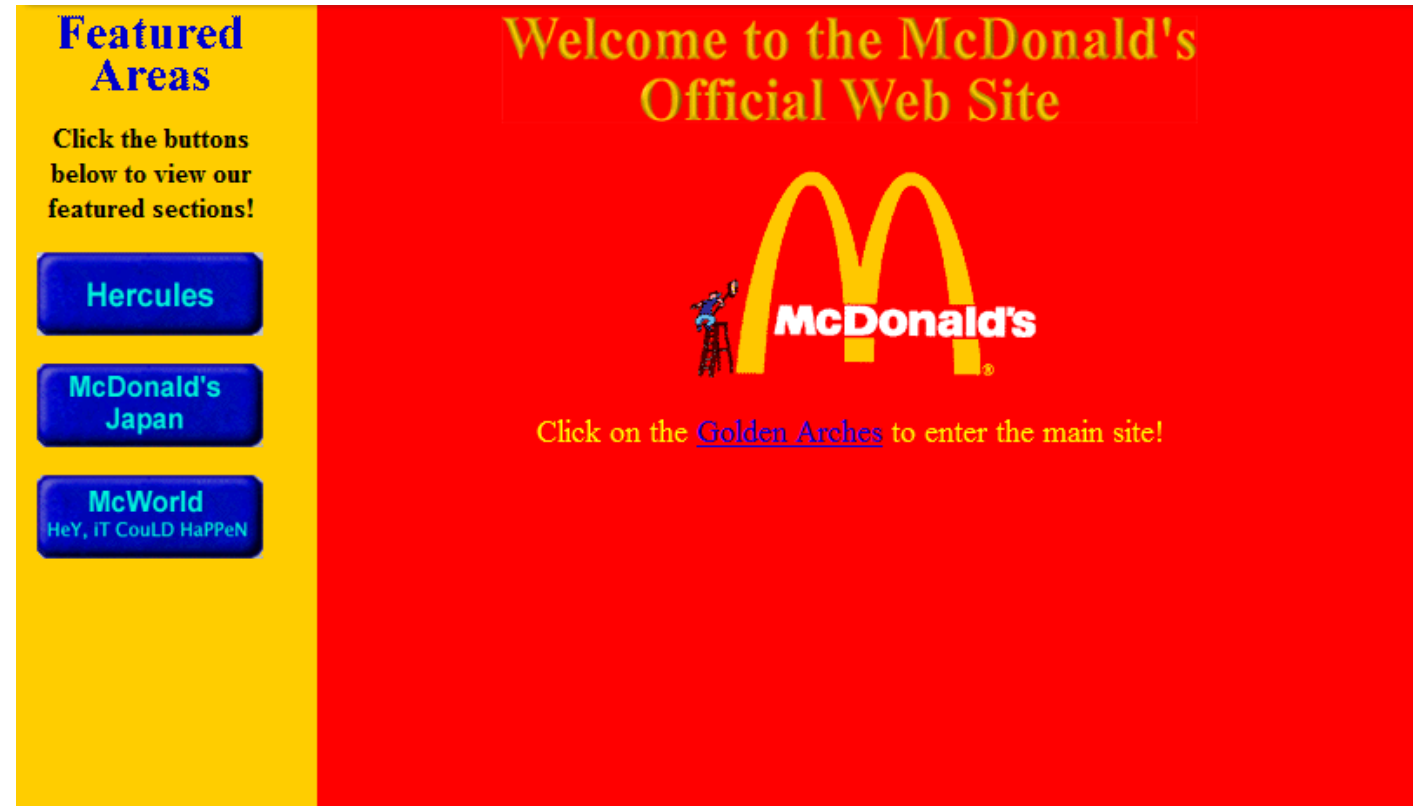 Featured
Areas
Click the buttons
below to view our
featured sections!
Hercules
McDonald's
Japan
McWorld
HeY, iT CouLD HaPPeN
Welcome to the McDonald's
Official Web Site
McDonald's
®
Click on the Golden Arches to enter the main site!